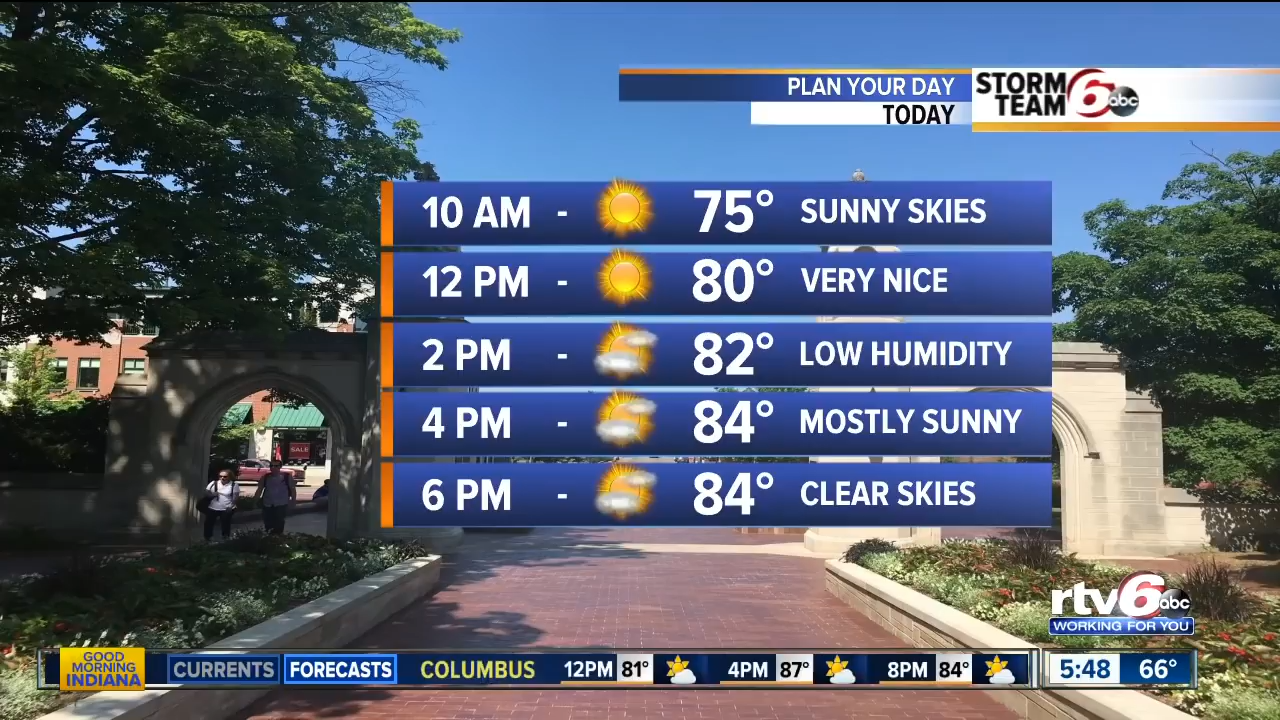 PLAN YOUR DAY
TODAY
STORM TEAM 6 abc
10 AM - 75° SUNNY SKIES
12 PM - 80° VERY NICE
2 PM - 82° LOW HUMIDITY
4 PM - 84° MOSTLY SUNNY
6 PM - 84° CLEAR SKIES
SALE
rtv6 abc
WORKING FOR YOU
GOOD MORNING INDIANA
CURRENTS FORECASTS COLUMBUS 12PM 81° 4PM 87° 8PM 84° 5:48 66°